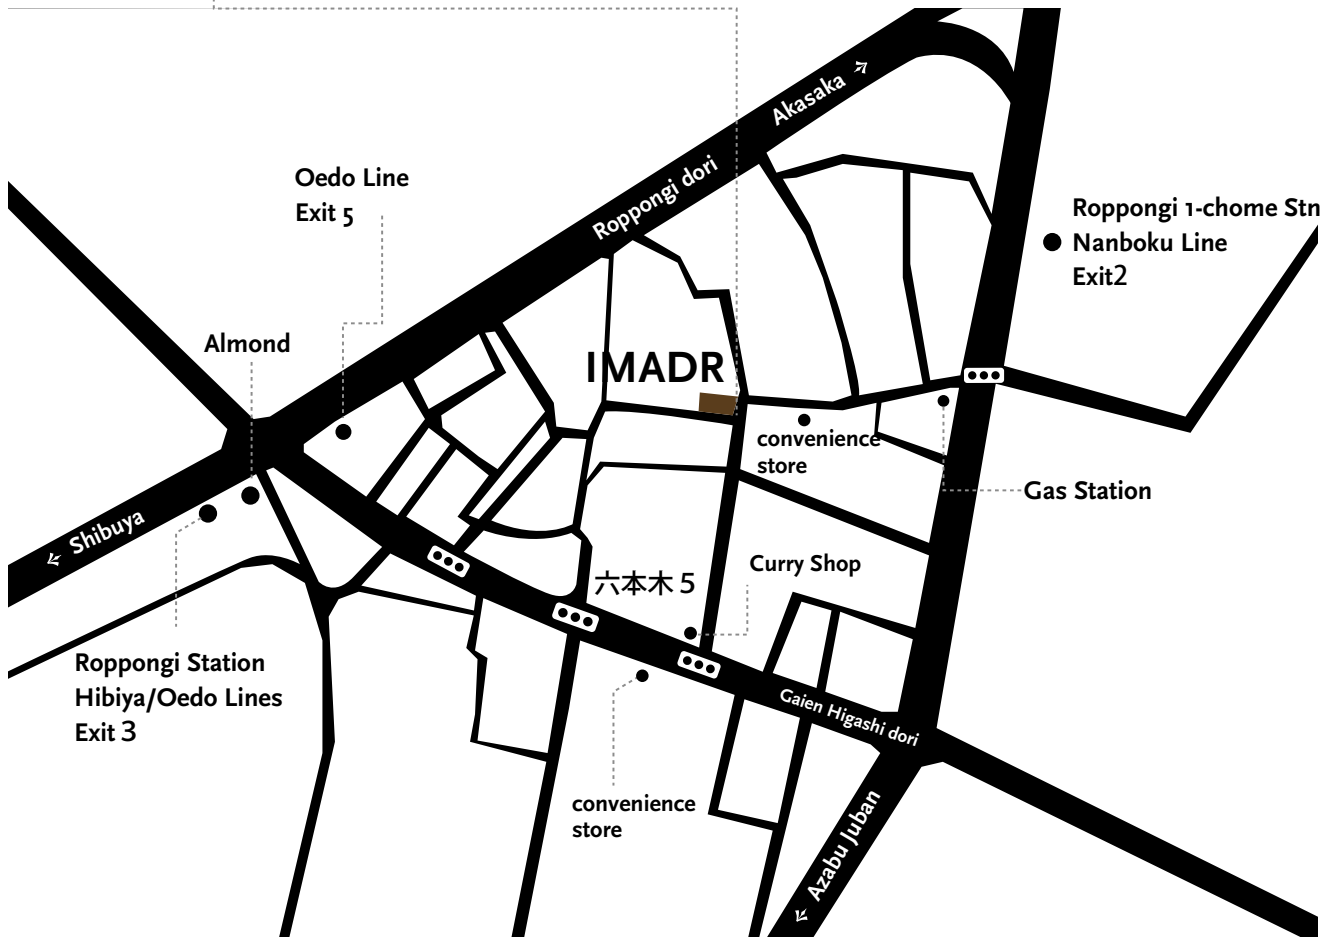 Akasaka
Roppongi dori
Oedo Line
Exit 5
Roppongi 1-chome Stn
Nanboku Line
Exit2
Almond
IMADR
convenience
store
Gas Station
Shibuya
Curry Shop
六本木 5
Roppongi Station
Hibiya/Oedo Lines
Exit 3
Gaien Higashi dori
convenience
store
Azabu Juban